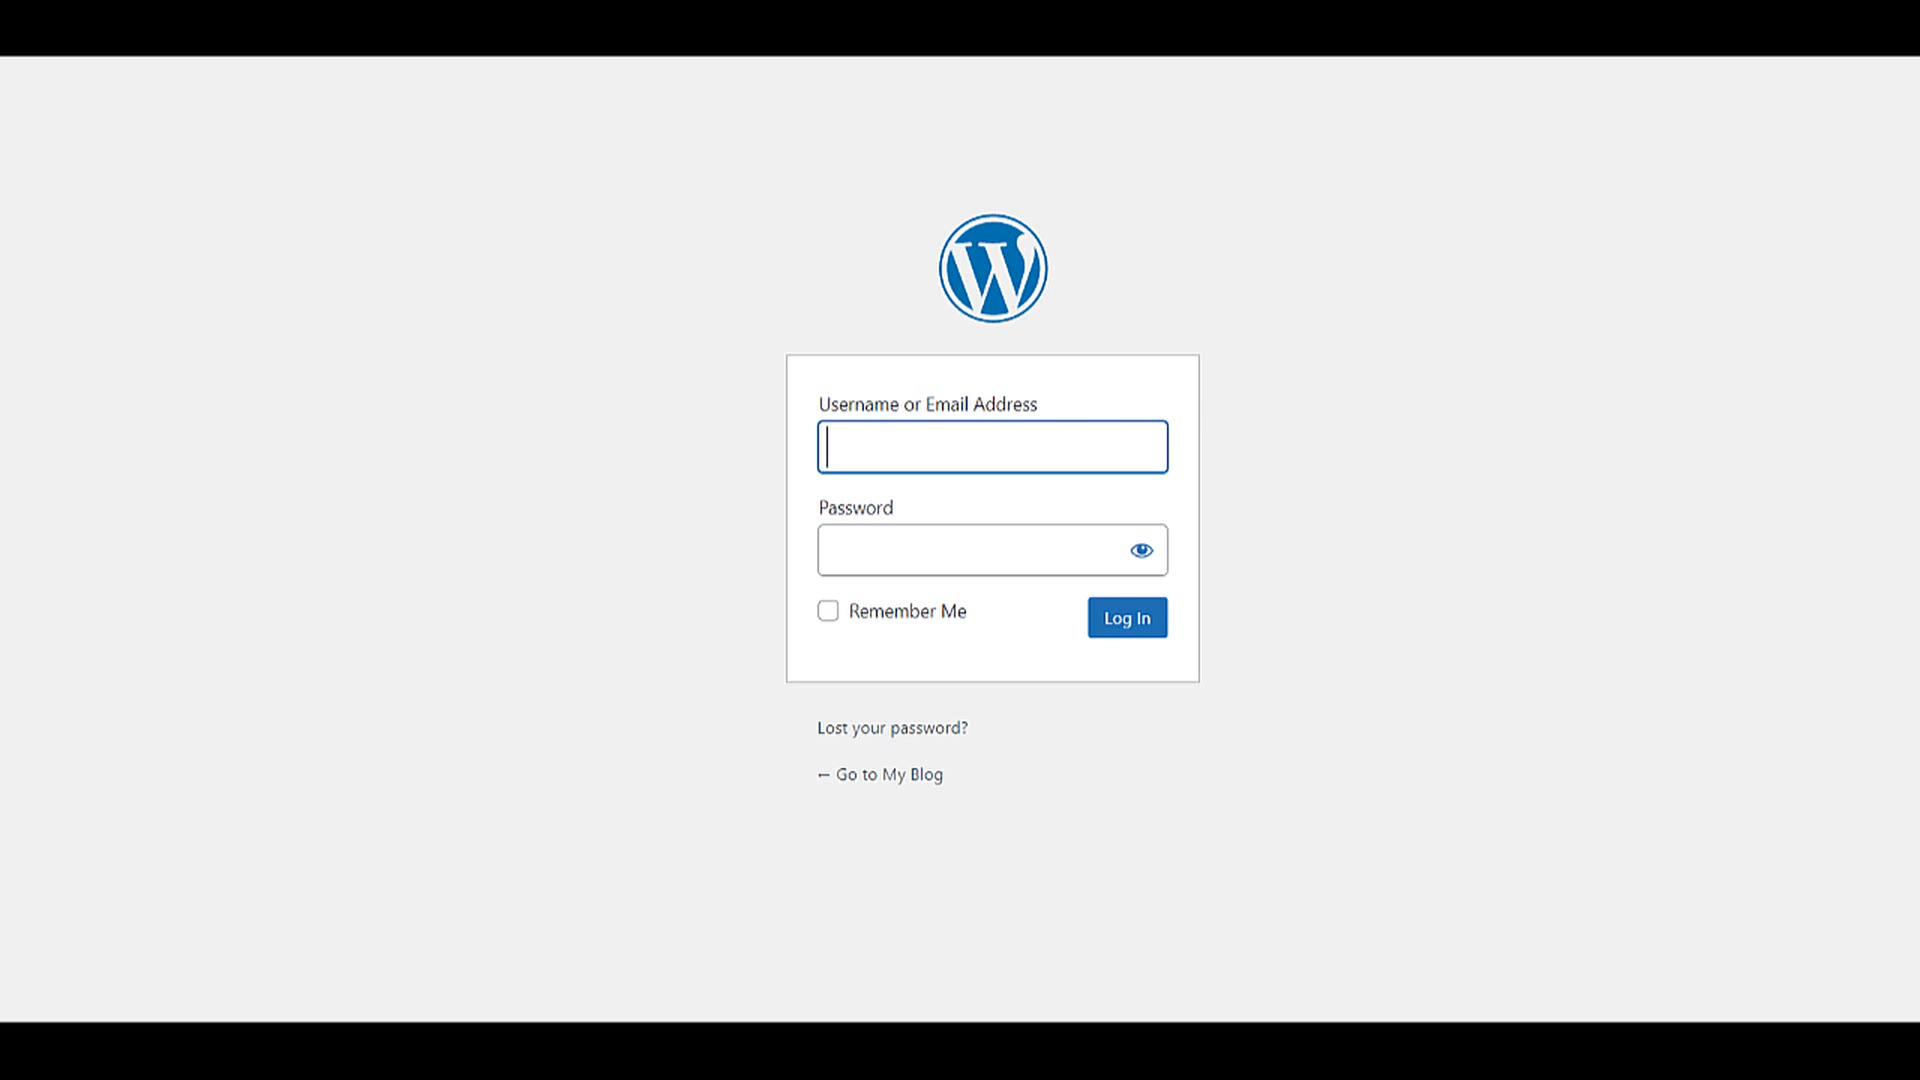 Username or Email Address
Password
Remember Me
Log In
Lost your password?
← Go to My Blog